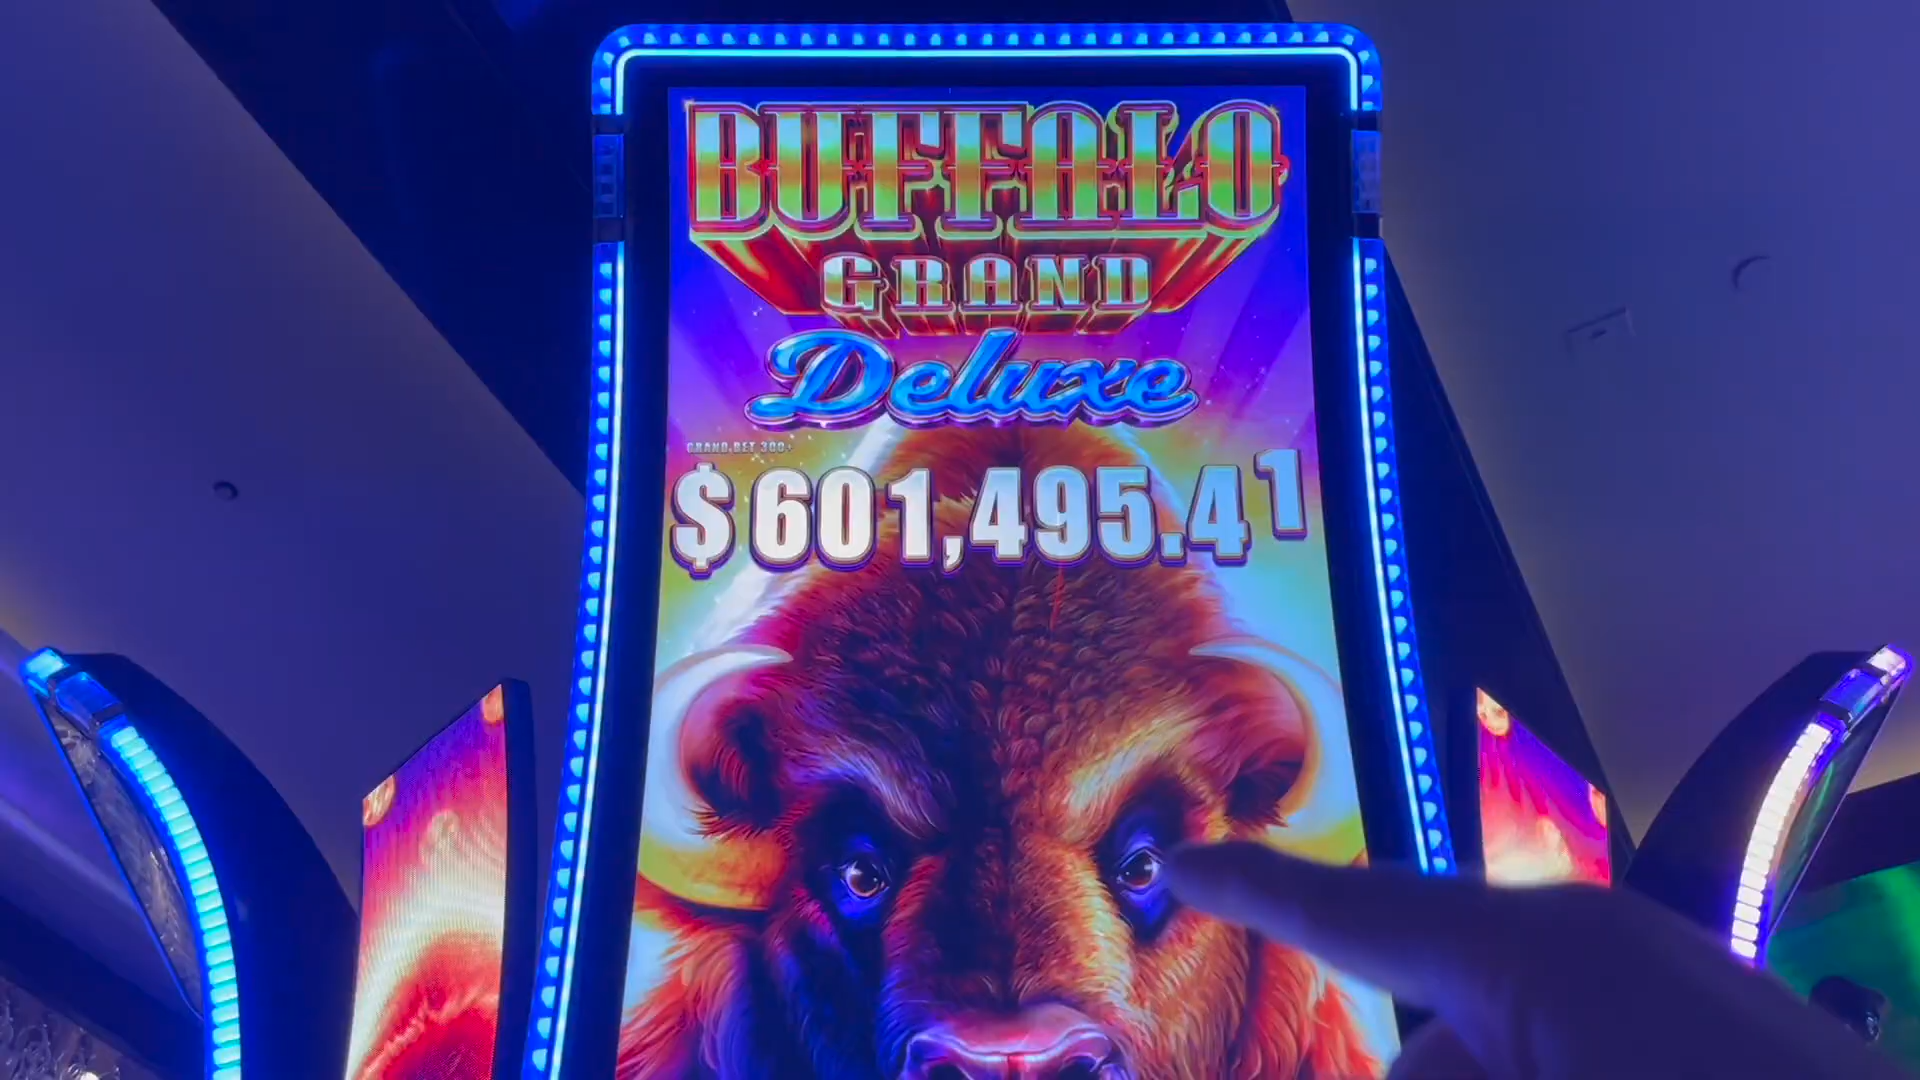 BUFFALO
GRAND
Deluxe
GRAND BET 300+
$601,495.41